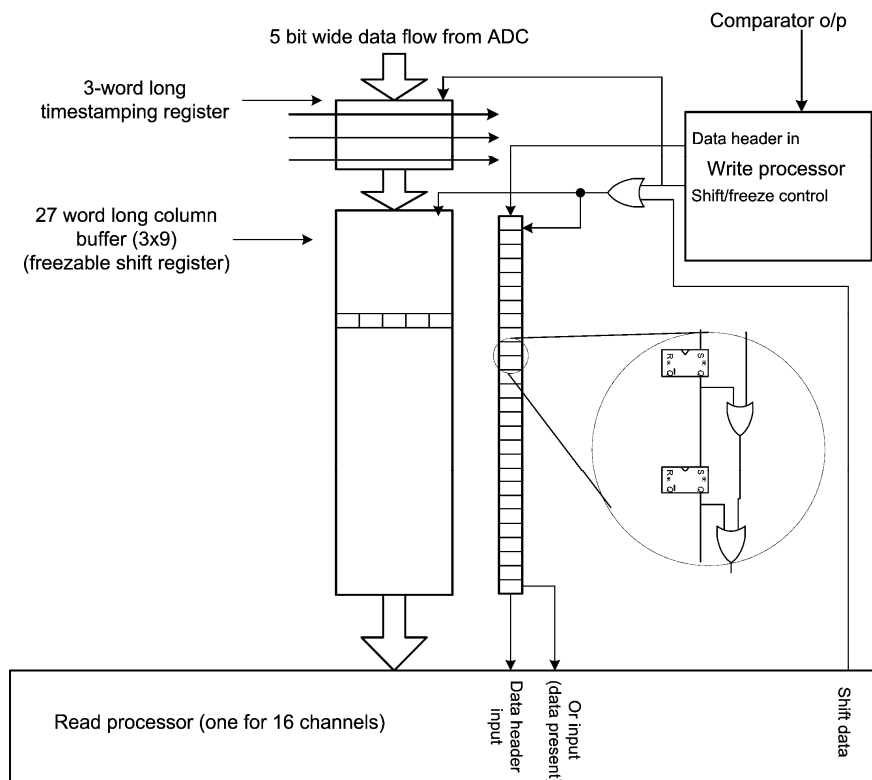 5 bit wide data flow from ADC
Comparator o/p
3-word long
timestamping register
Data header in
Write processor
Shift/freeze control
27 word long column
buffer (3x9)
(freezable shift register)
Read processor (one for 16 channels)
Data header
input
Or input
(data present)
Shift data